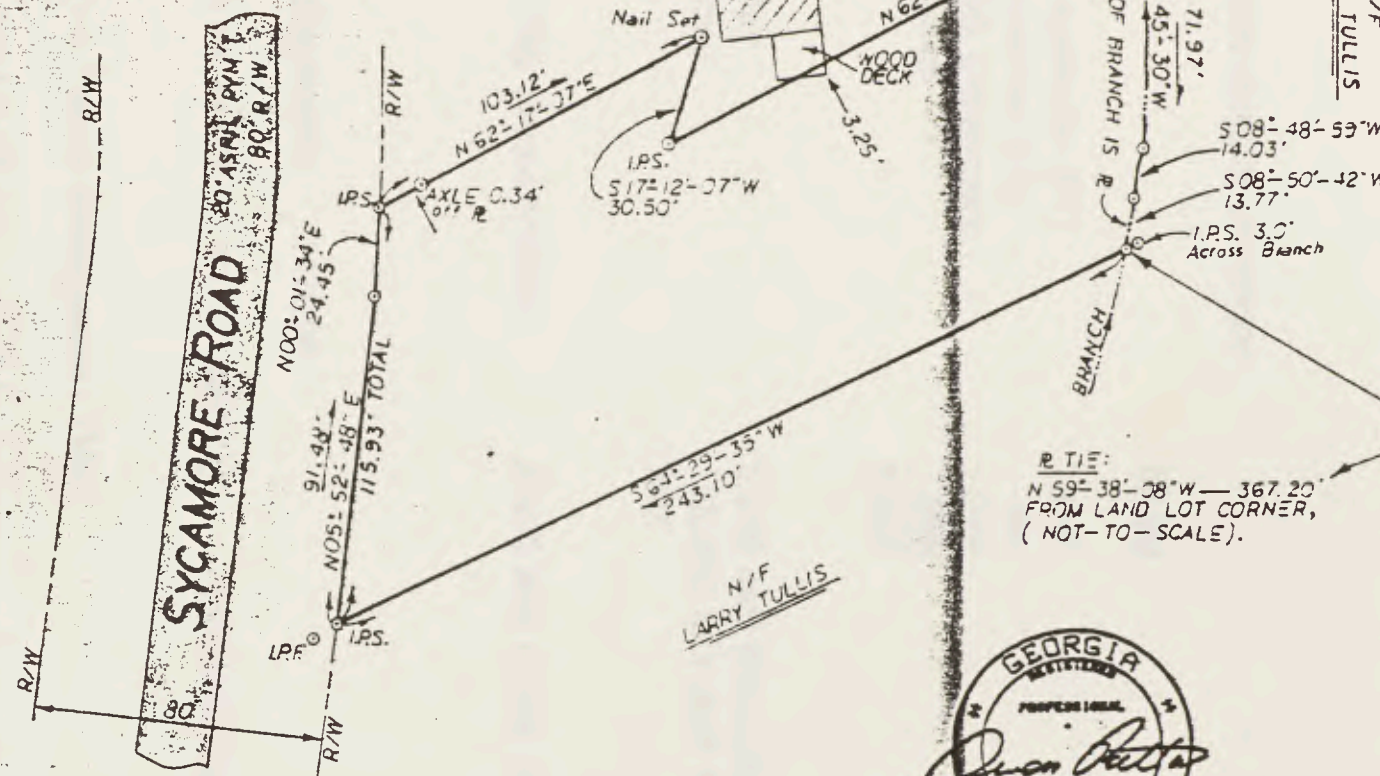 Nail Set
N 62
WOOD
DECK
3.25'
103.12'
N 62°-17'-07"E
R/W
I.P.S.
AXLE 0.34'
off ⅊
I.P.S.
S 17°-12'-07"W
30.50'
R/W
80' R/W
SYCAMORE ROAD
N00°-01'-34"E
24.45'
91.48'
N05°-52'-48"E
115.93' TOTAL
I.P.F.
I.P.S.
R/W
80'
R/W
S 64°-29'-35"W
243.10'
N/F
LARRY TULLIS
OF BRANCH IS ⅊
71.97'
45'-30"W
TULLIS
S 08°-48'-59"W
14.03'
S 08°-50'-42"W
13.77'
I.P.S. 3.0'
Across Branch
BRANCH
⅊ TIE:
N 59°-38'-08"W — 367.20'
FROM LAND LOT CORNER,
( NOT-TO-SCALE).
GEORGIA
REGISTERED
PROFESSIONAL